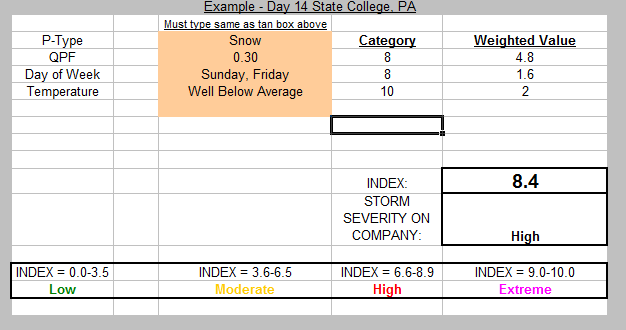 Example - Day 14 State College, PA
Must type same as tan box above
P-Type Snow Category Weighted Value
QPF 0.30 8 4.8
Day of Week Sunday, Friday 8 1.6
Temperature Well Below Average 10 2
INDEX: 8.4
STORM
SEVERITY ON
COMPANY: High
INDEX = 0.0-3.5 INDEX = 3.6-6.5 INDEX = 6.6-8.9 INDEX = 9.0-10.0
Low Moderate High Extreme